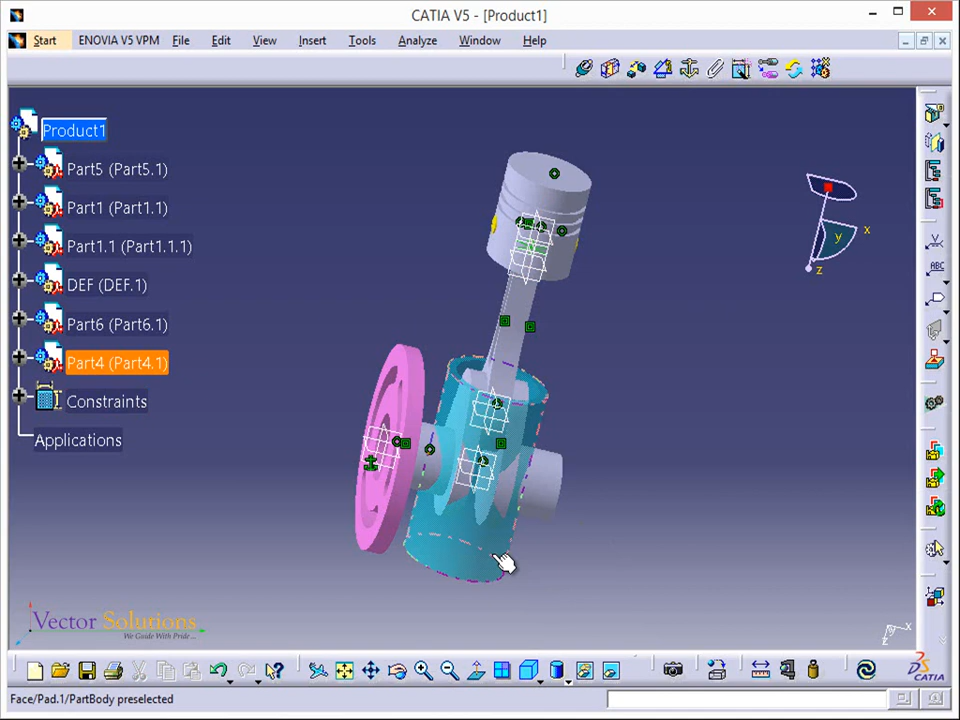 CATIA V5 - [Product1]
Start ENOVIA V5 VPM File Edit View Insert Tools Analyze Window Help
Product1
Part5 (Part5.1)
Part1 (Part1.1)
Part1.1 (Part1.1.1)
DEF (DEF.1)
Part6 (Part6.1)
Part4 (Part4.1)
Constraints
Applications
x
y
z
ABC
Vector Solutions
We Guide With Pride...
x
z
CATIA
Face/Pad.1/PartBody preselected